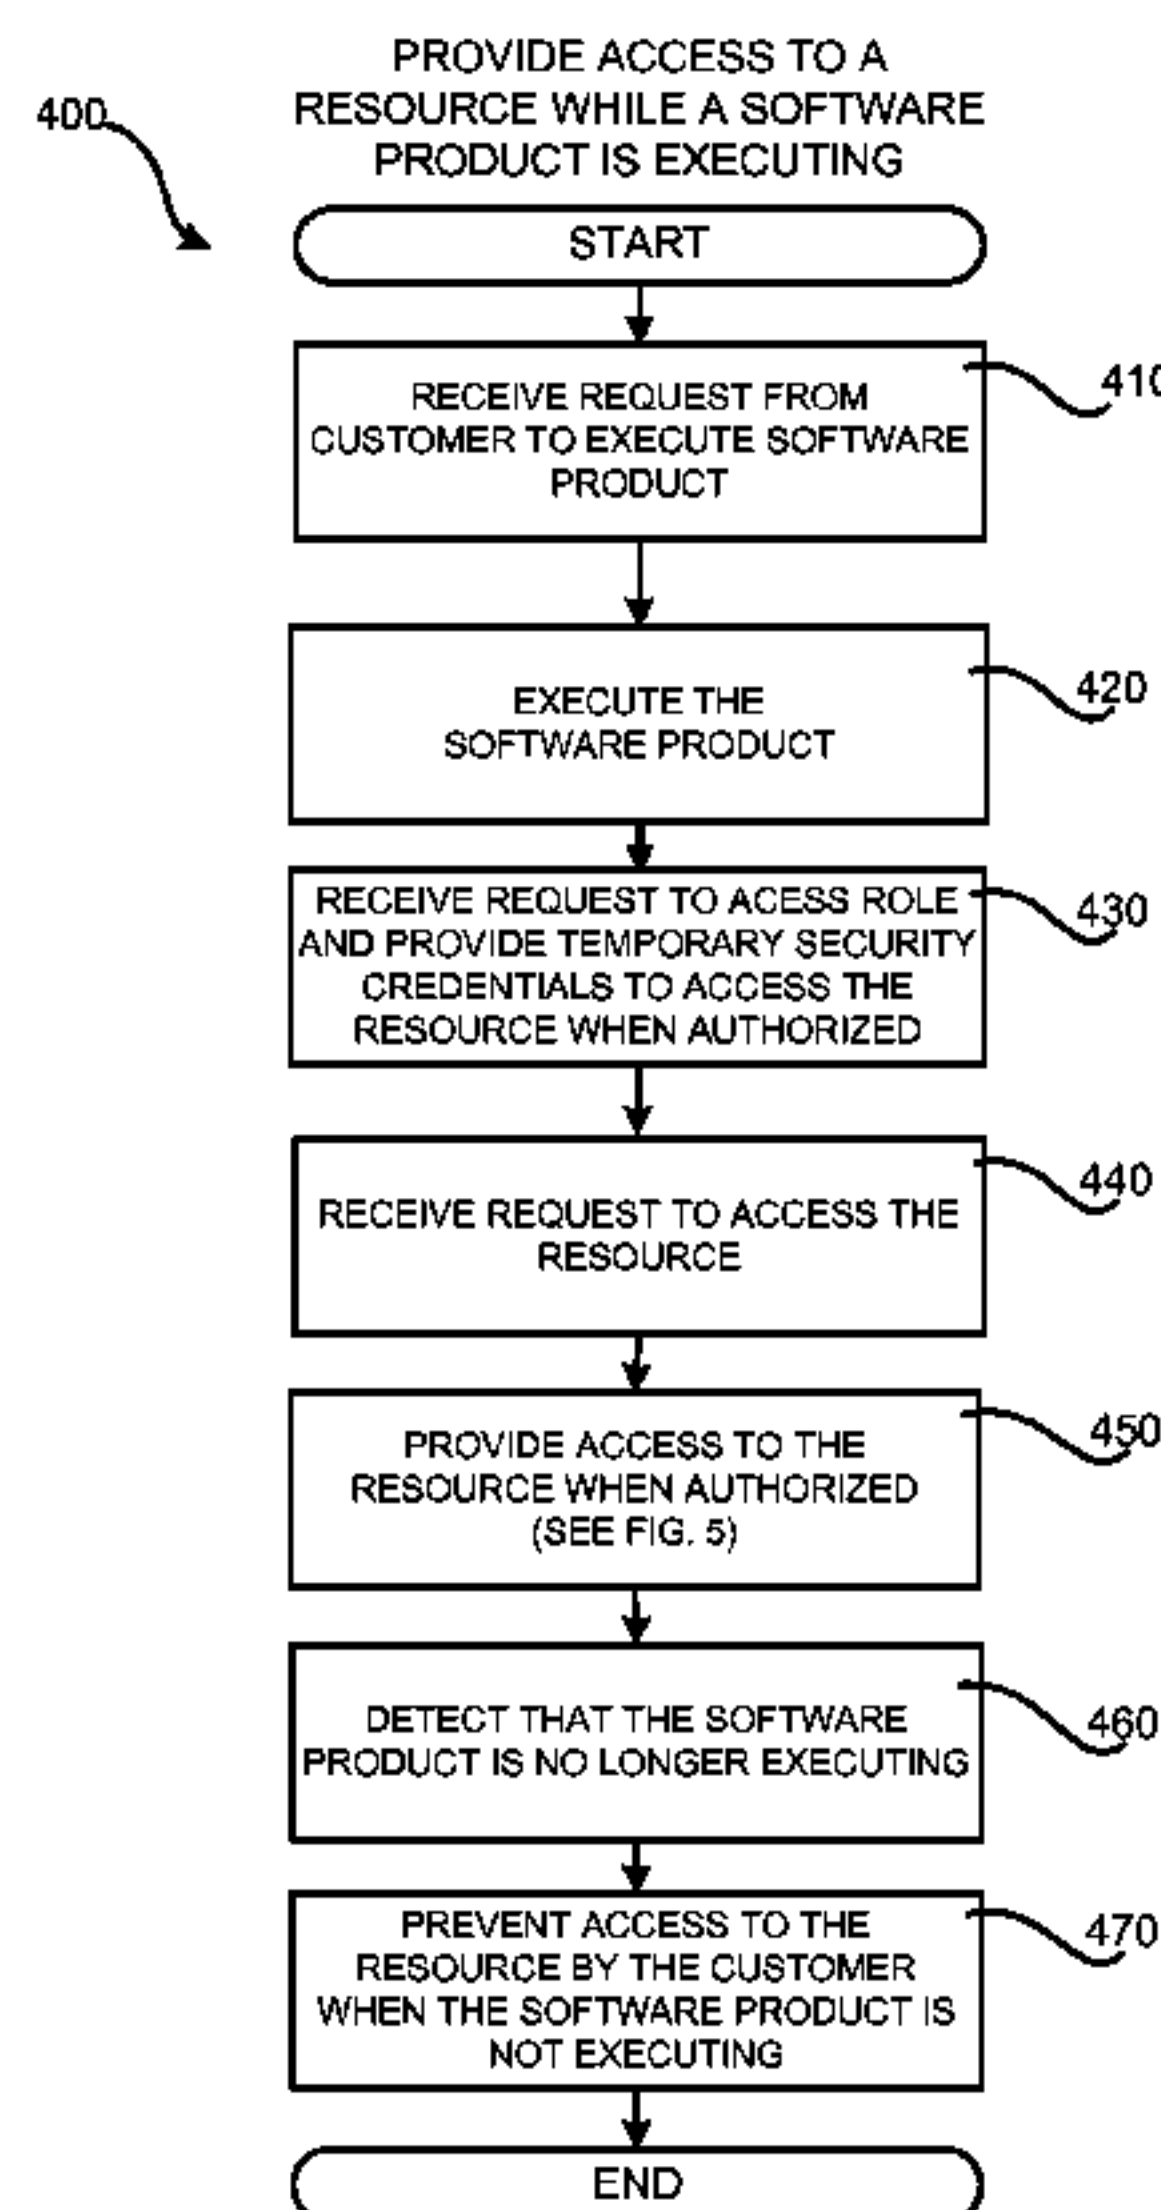 PROVIDE ACCESS TO A
RESOURCE WHILE A SOFTWARE
PRODUCT IS EXECUTING
400
START
RECEIVE REQUEST FROM
CUSTOMER TO EXECUTE SOFTWARE
PRODUCT
410
EXECUTE THE
SOFTWARE PRODUCT
420
RECEIVE REQUEST TO ACESS ROLE
AND PROVIDE TEMPORARY SECURITY
CREDENTIALS TO ACCESS THE
RESOURCE WHEN AUTHORIZED
430
RECEIVE REQUEST TO ACCESS THE
RESOURCE
440
PROVIDE ACCESS TO THE
RESOURCE WHEN AUTHORIZED
(SEE FIG. 5)
450
DETECT THAT THE SOFTWARE
PRODUCT IS NO LONGER EXECUTING
460
PREVENT ACCESS TO THE
RESOURCE BY THE CUSTOMER
WHEN THE SOFTWARE PRODUCT IS
NOT EXECUTING
470
END